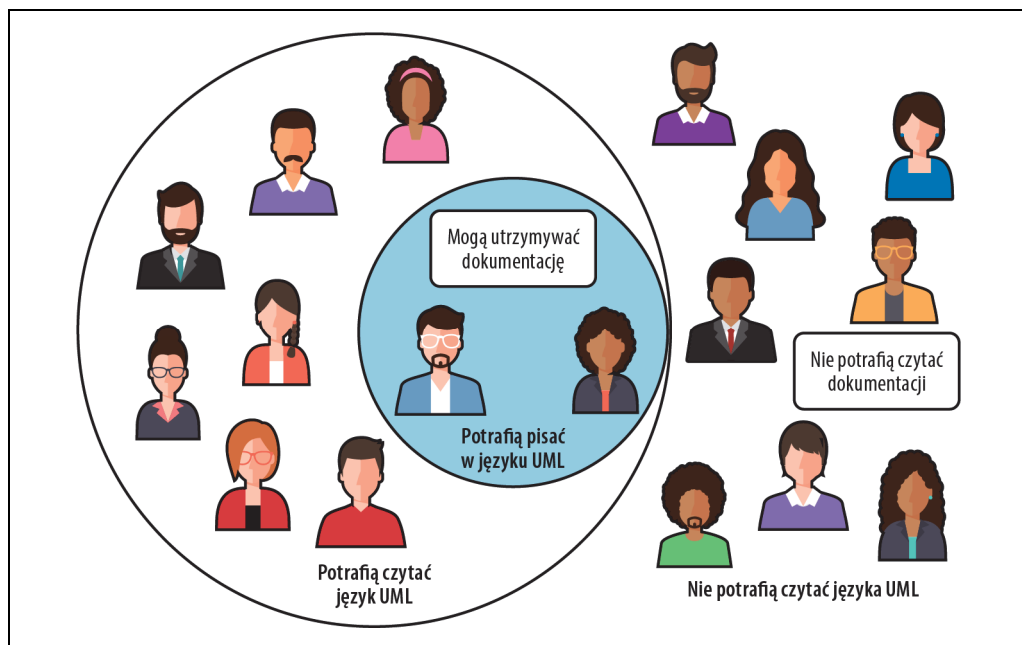 Mogą utrzymywać
dokumentację
Potrafią pisać
w języku UML
Potrafią czytać
język UML
Nie potrafią czytać
dokumentacji
Nie potrafią czytać języka UML